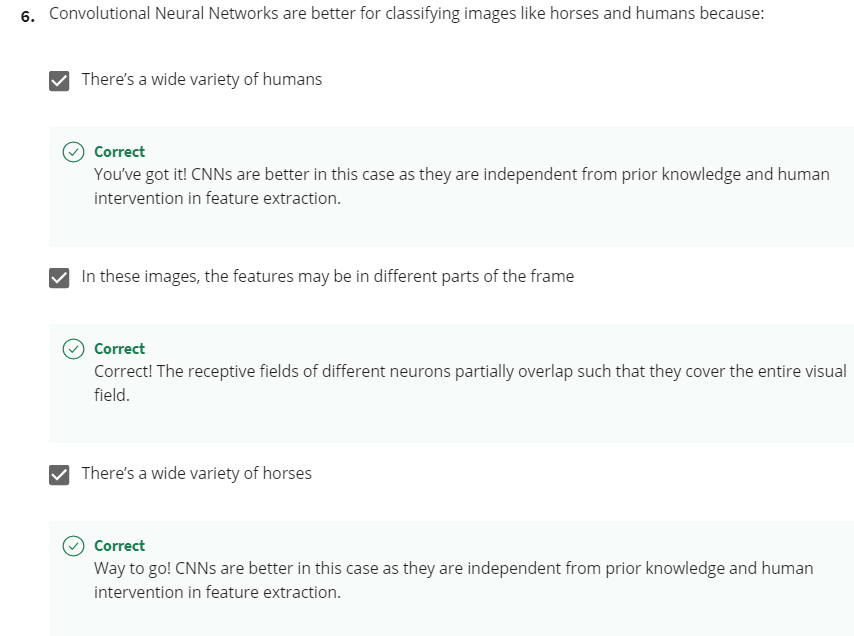 6. Convolutional Neural Networks are better for classifying images like horses and humans because:
There’s a wide variety of humans
Correct
You’ve got it! CNNs are better in this case as they are independent from prior knowledge and human
intervention in feature extraction.
In these images, the features may be in different parts of the frame
Correct
Correct! The receptive fields of different neurons partially overlap such that they cover the entire visual
field.
There’s a wide variety of horses
Correct
Way to go! CNNs are better in this case as they are independent from prior knowledge and human
intervention in feature extraction.